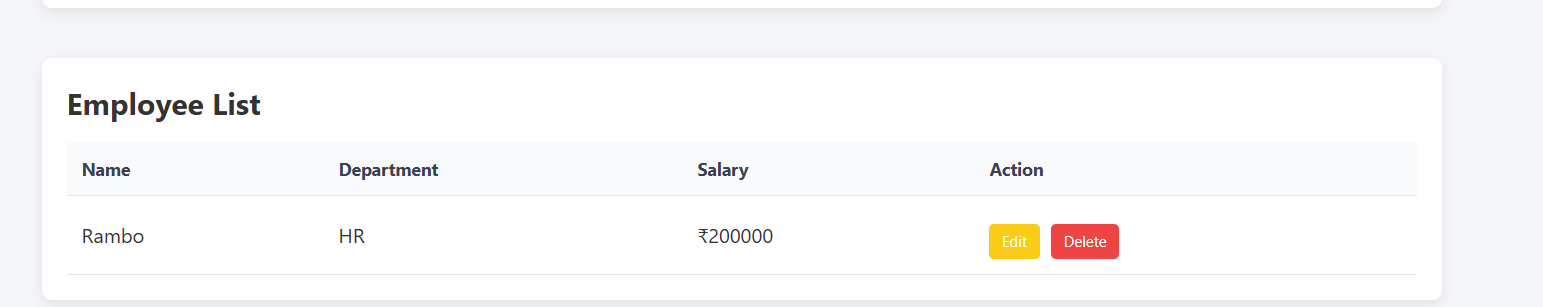 Employee List
Name Department Salary Action
Rambo HR ₹200000 Edit Delete